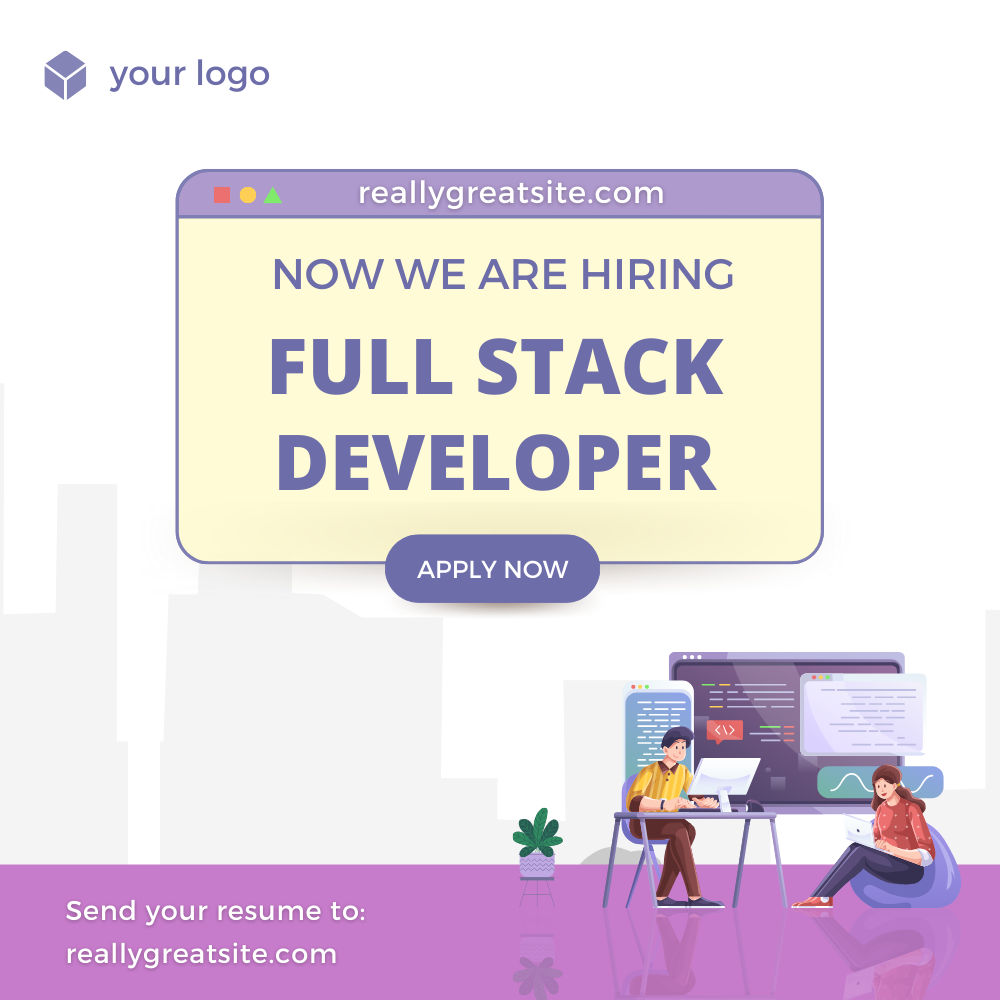 your logo
reallygreatsite.com
NOW WE ARE HIRING
FULL STACK
DEVELOPER
APPLY NOW
</>
Send your resume to:
reallygreatsite.com